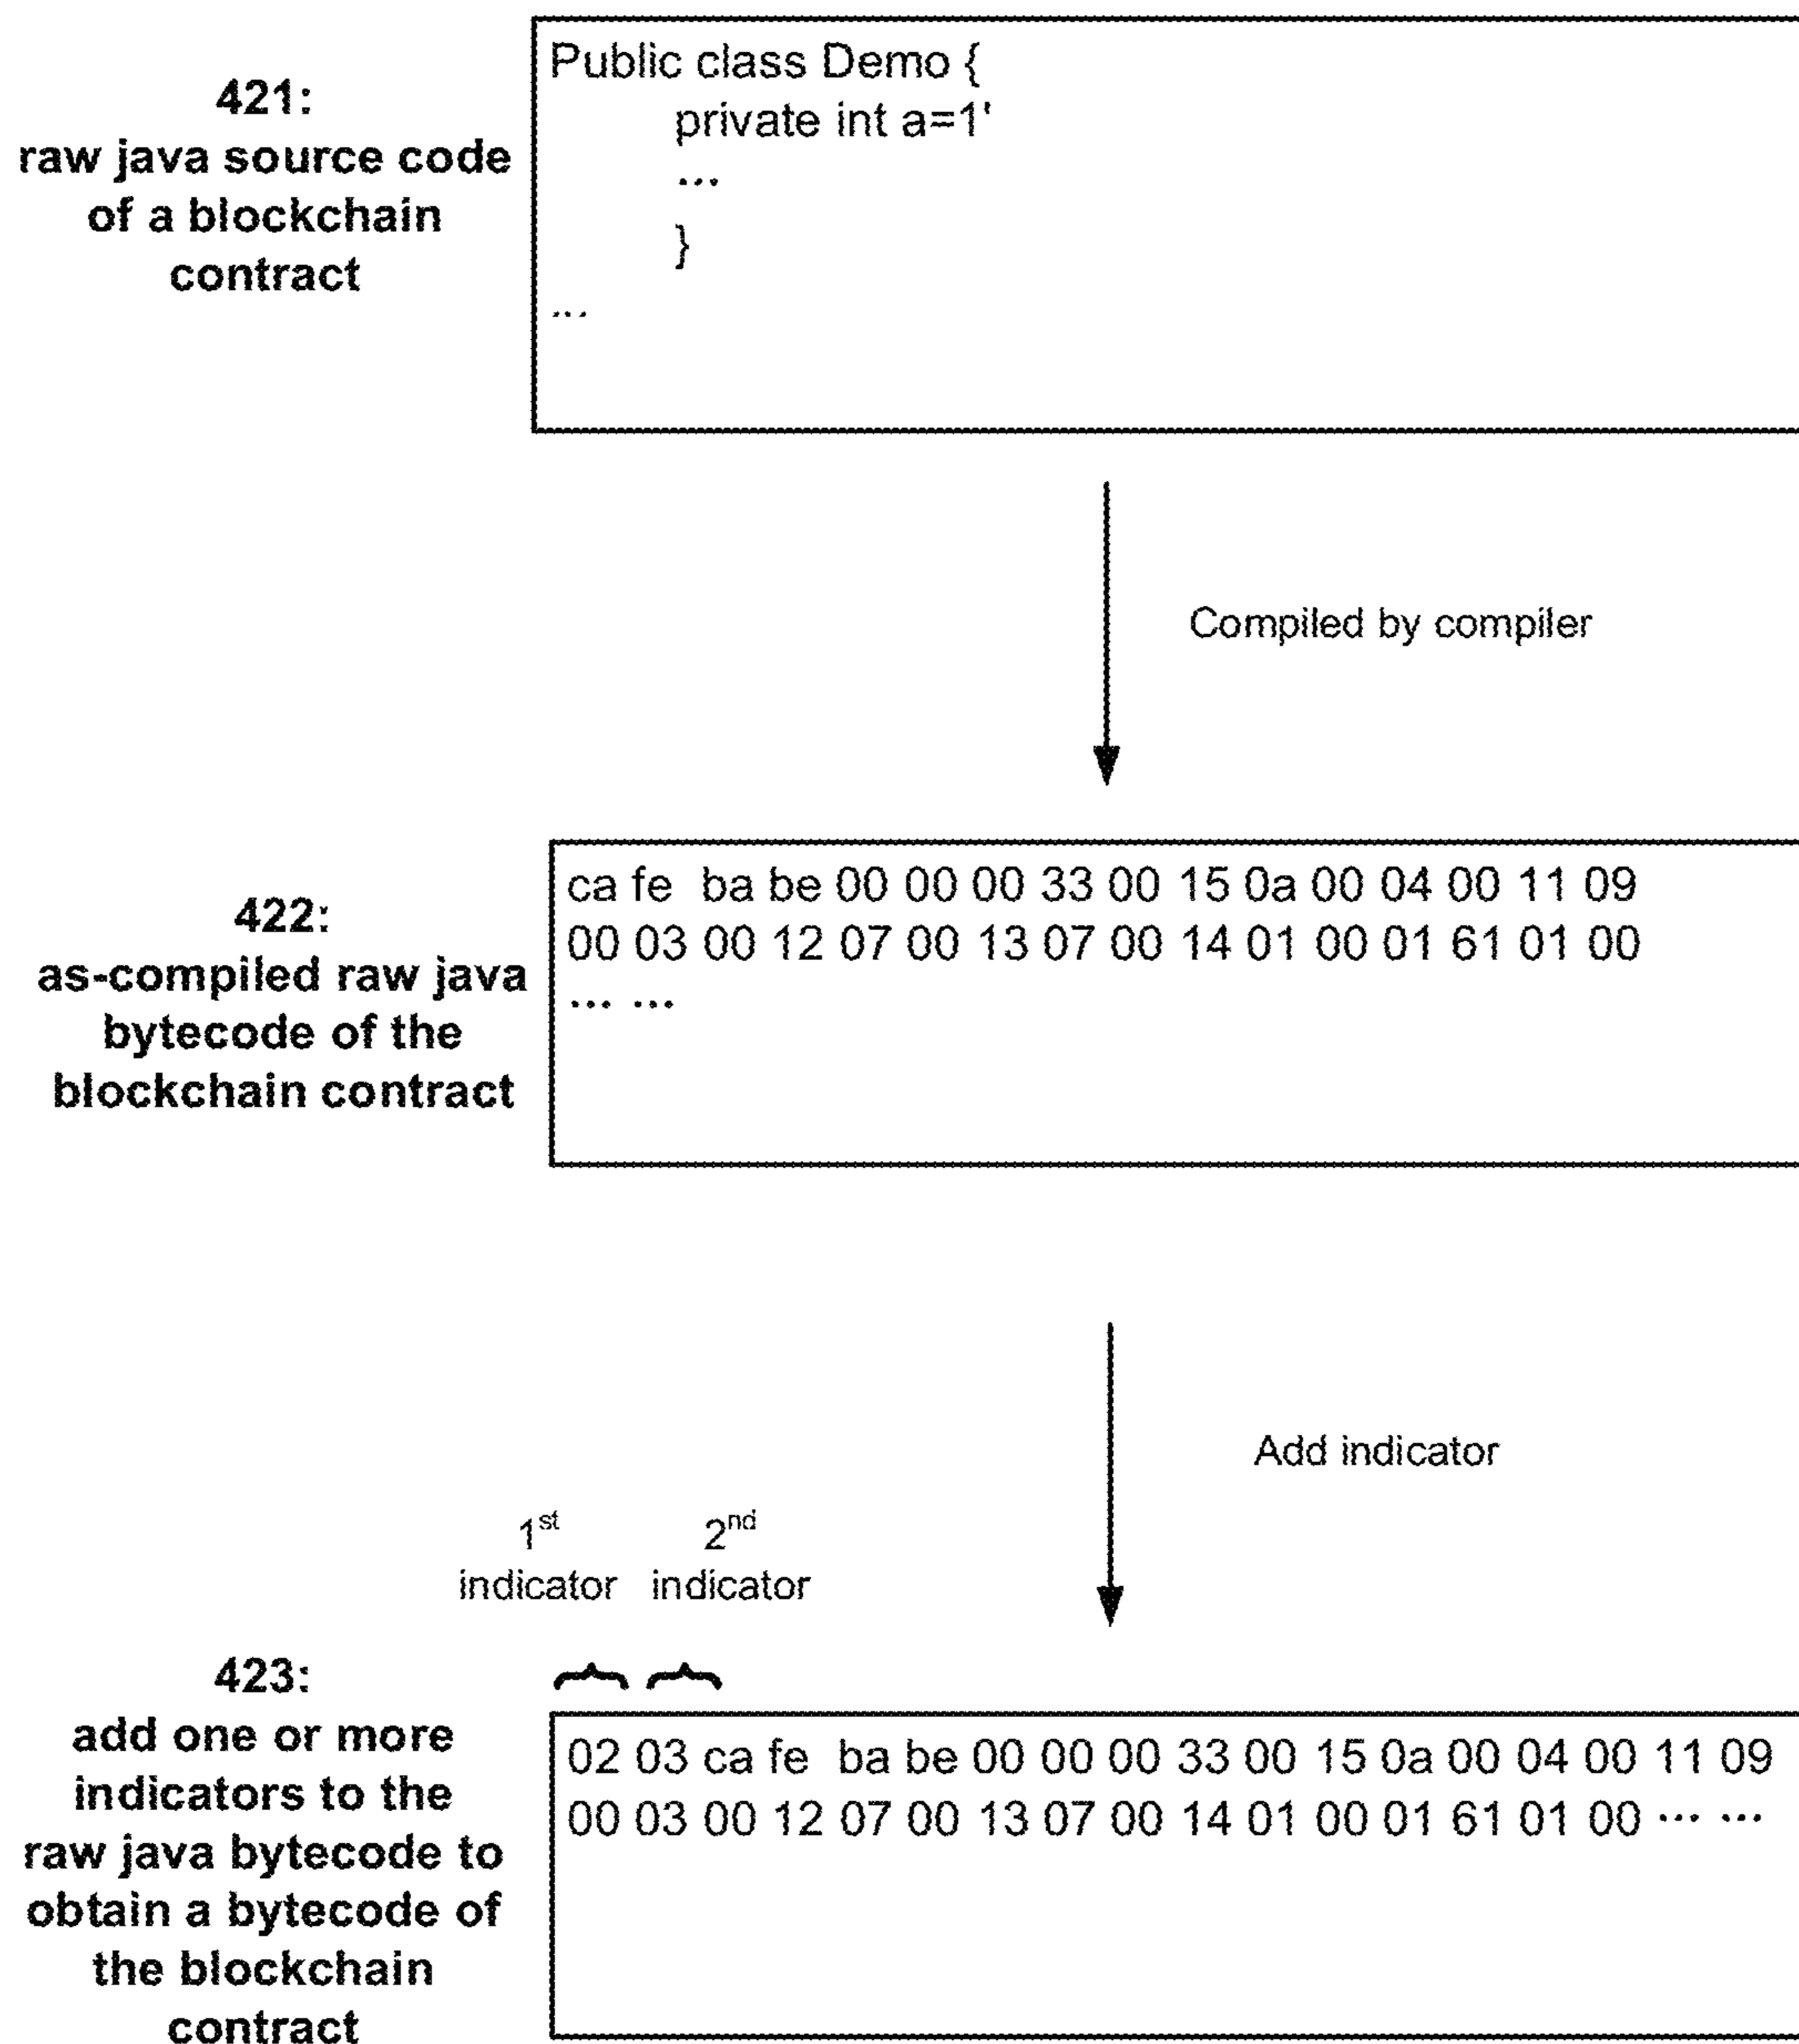 421:
raw java source code
of a blockchain
contract
Public class Demo {
private int a=1'
...
}
...
Compiled by compiler
422:
as-compiled raw java
bytecode of the
blockchain contract
ca fe ba be 00 00 00 33 00 15 0a 00 04 00 11 09
00 03 00 12 07 00 13 07 00 14 01 00 01 61 01 00
... ...
Add indicator
1st 2nd
indicator indicator
423:
add one or more
indicators to the
raw java bytecode to
obtain a bytecode of
the blockchain
contract
02 03 ca fe ba be 00 00 00 33 00 15 0a 00 04 00 11 09
00 03 00 12 07 00 13 07 00 14 01 00 01 61 01 00 ... ...